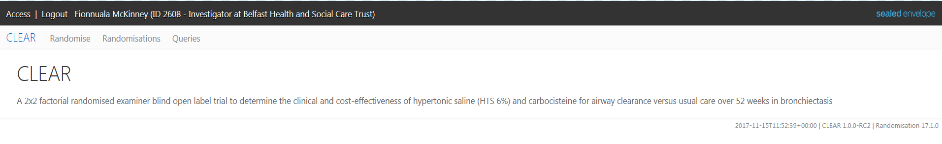 Access | Logout Fionnuala McKinney (ID 2608 - Investigator at Belfast Health and Social Care Trust) sealed envelope
CLEAR Randomise Randomisations Queries
CLEAR
A 2x2 factorial randomised examiner blind open label trial to determine the clinical and cost-effectiveness of hypertonic saline (HTS 6%) and carbocisteine for airway clearance versus usual care over 52 weeks in bronchiectasis
2017-11-15T11:52:39+00:00 | CLEAR 1.0.0-RC2 | Randomisation 17.1.0